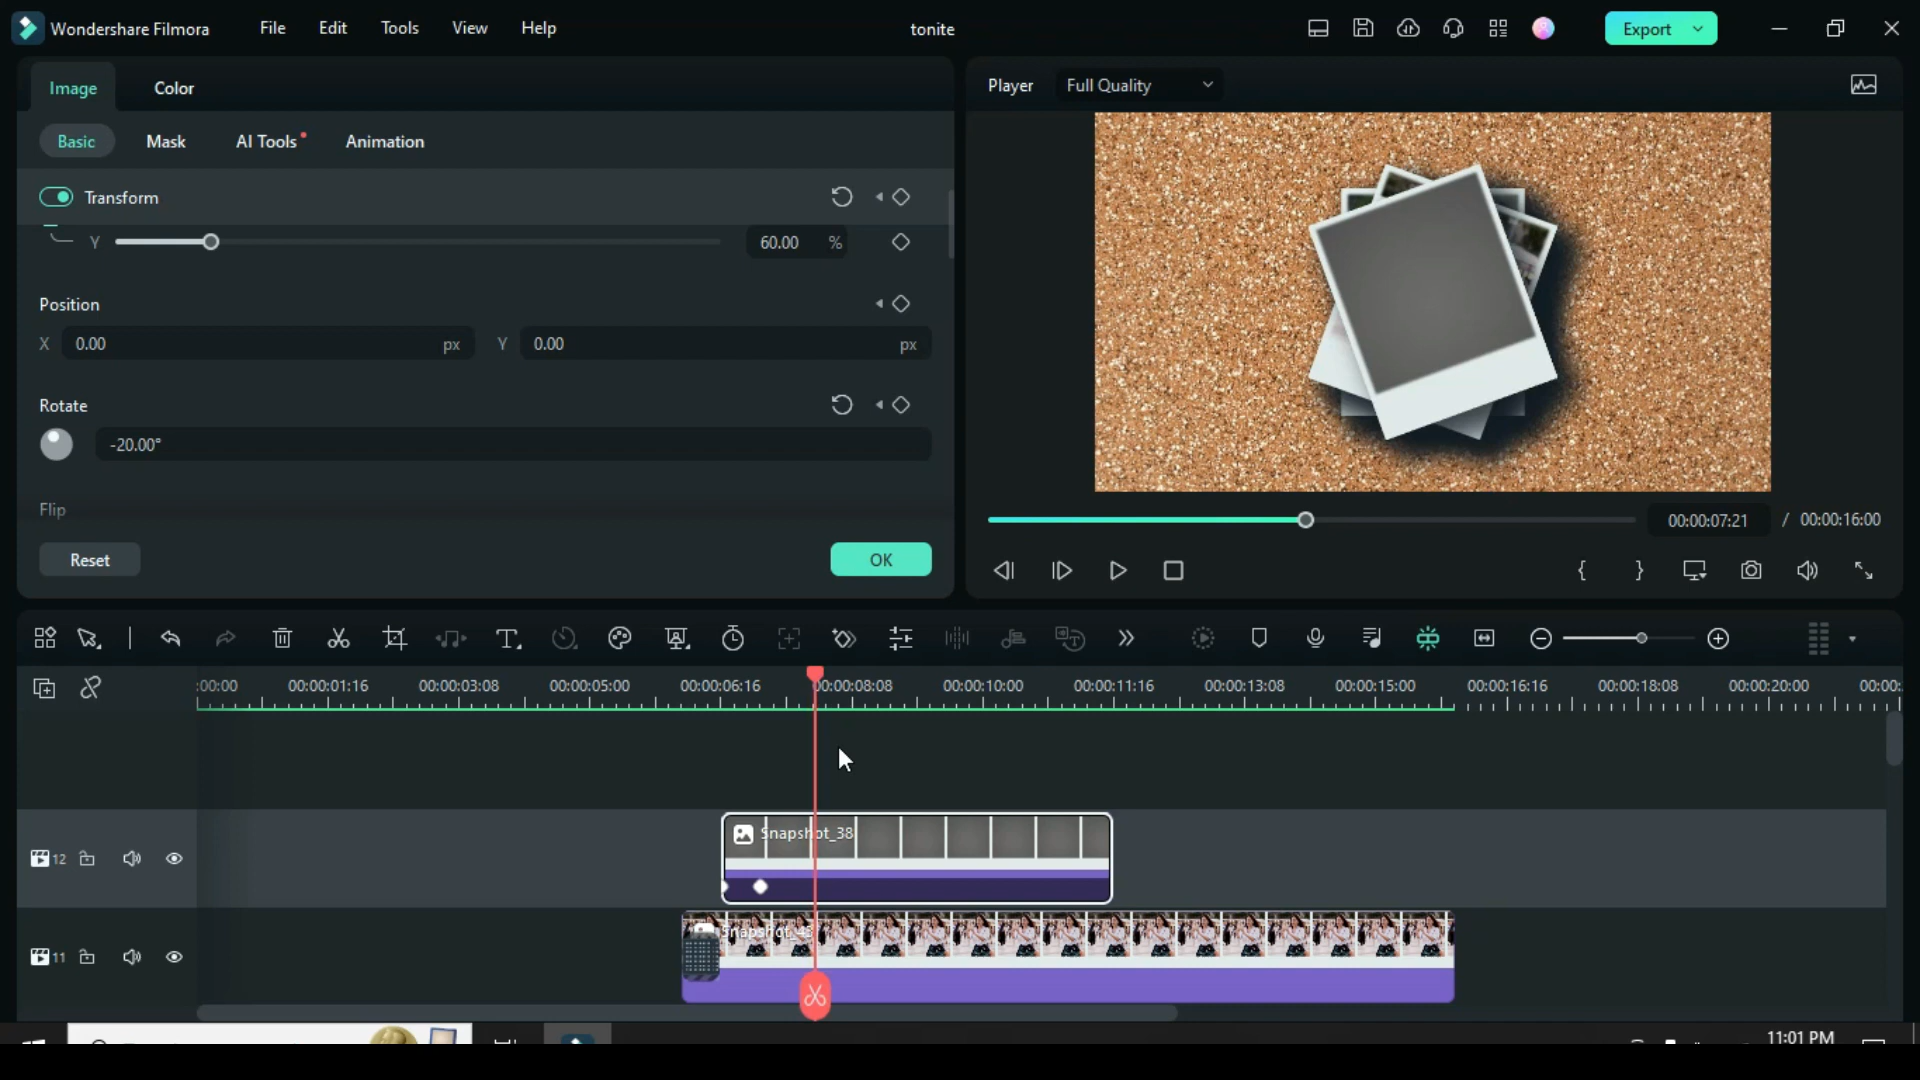 Wondershare Filmora File Edit Tools View Help tonite Export
Image Color
Player Full Quality
Basic Mask AI Tools Animation
Transform
Y 60.00 %
Position
X 0.00 px Y 0.00 px
Rotate
-20.00°
Flip
Reset OK
00:00:07:21 / 00:00:16:00
:00:00 00:00:01:16 00:00:03:08 00:00:05:00 00:00:06:16 00:00:08:08 00:00:10:00 00:00:11:16 00:00:13:08 00:00:15:00 00:00:16:16 00:00:18:08 00:00:20:00 00:00:
Snapshot_38
12
Snapshot_43
11
11:01 PM